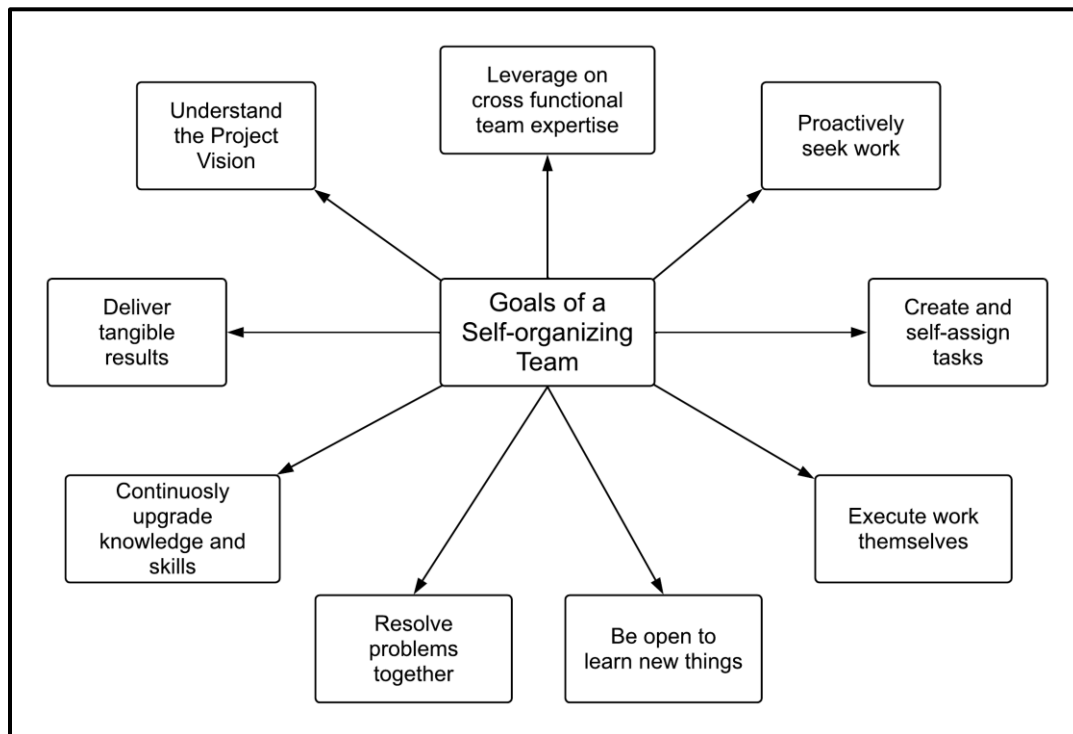 Leverage on
cross functional
team expertise
Understand
the Project
Vision
Proactively
seek work
Goals of a
Self-organizing
Team
Deliver
tangible
results
Create and
self-assign
tasks
Continuosly
upgrade
knowledge and
skills
Execute work
themselves
Resolve
problems
together
Be open to
learn new things